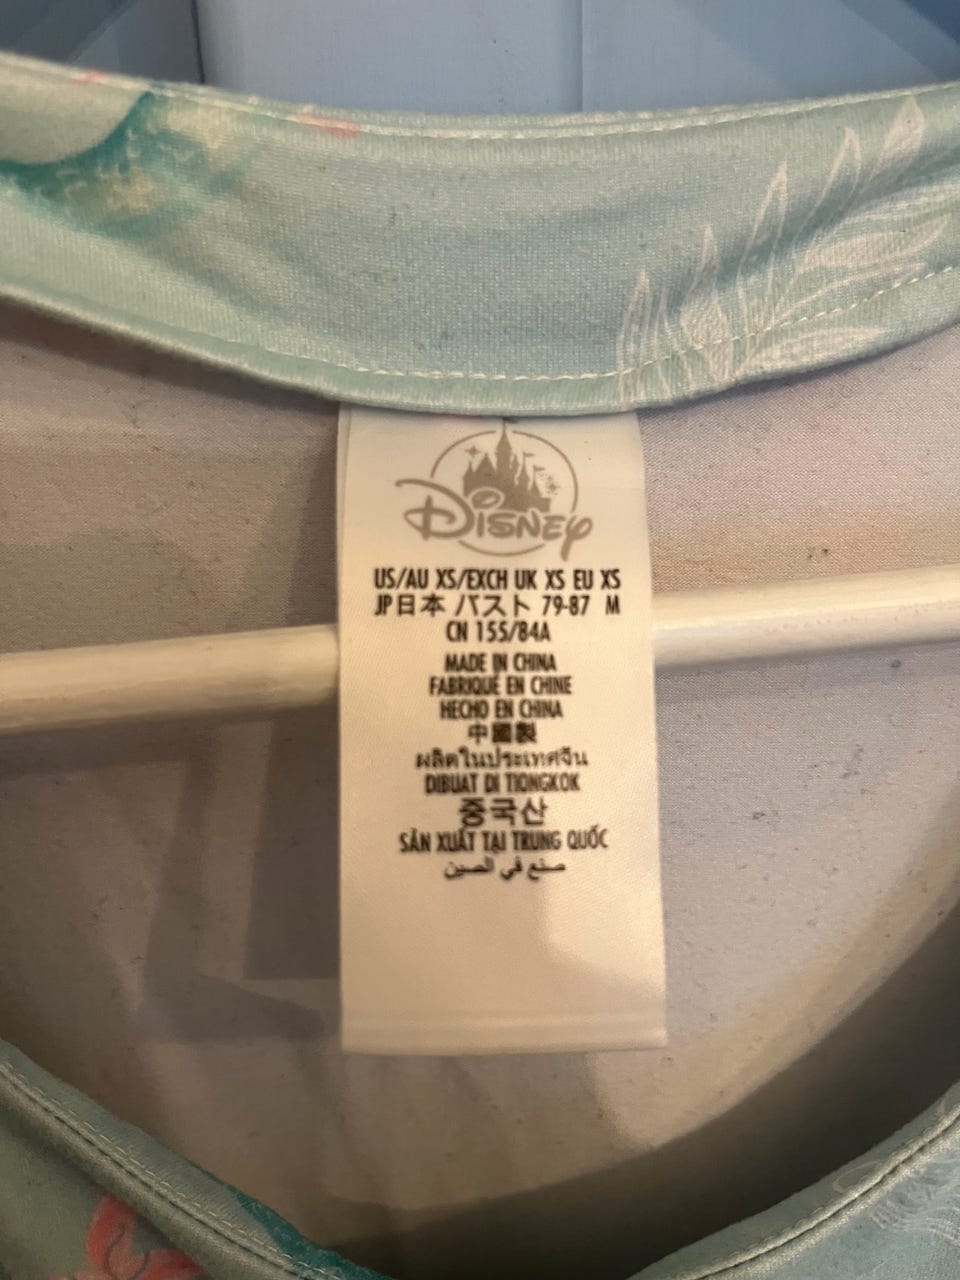 Disney
US/AU XS/EXCH UK XS EU XS
JP日本 バスト 79-87 M
CN 155/84A
MADE IN CHINA
FABRIQUÉ EN CHINE
HECHO EN CHINA
中國製
ผลิตในประเทศจีน
DIBUAT DI TIONGKOK
중국산
SẢN XUẤT TẠI TRUNG QUỐC
صنع في الصين